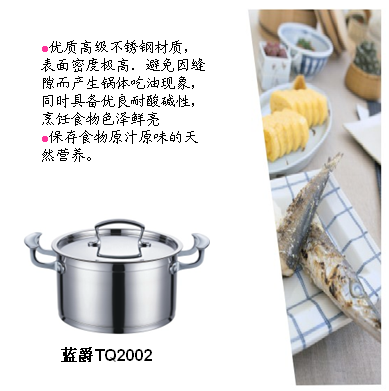 ●优质高级不锈钢材质，
表面密度极高．避免因缝
隙而产生锅体吃油现象，
同时具备优良耐酸碱性，
烹饪食物色泽鲜亮
●保存食物原汁原味的天
然营养。
蓝爵TQ2002